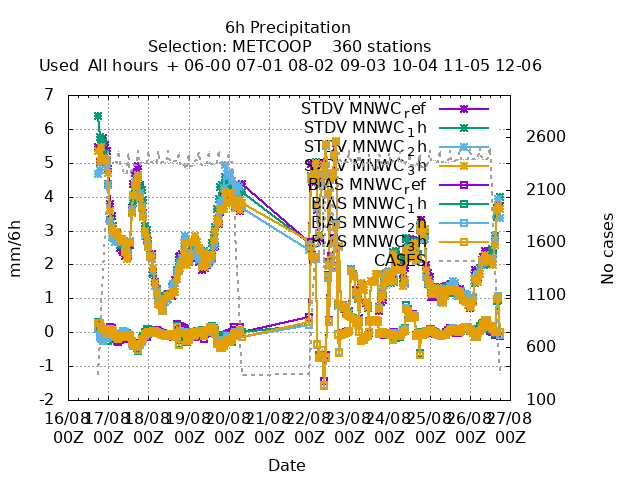 6h Precipitation
Selection: METCOOP 360 stations
Used All hours + 06-00 07-01 08-02 09-03 10-04 11-05 12-06
7
6
5
4
3
2
1
0
-1
-2
mm/6h
2600
2100
1600
1100
600
100
No cases
STDV MNWC_ref
STDV MNWC_1h
STDV MNWC_2h
STDV MNWC_3h
BIAS MNWC_ref
BIAS MNWC_1h
BIAS MNWC_2h
BIAS MNWC_3h
CASES
16/08 17/08 18/08 19/08 20/08 21/08 22/08 23/08 24/08 25/08 26/08 27/08
00Z 00Z 00Z 00Z 00Z 00Z 00Z 00Z 00Z 00Z 00Z 00Z
Date